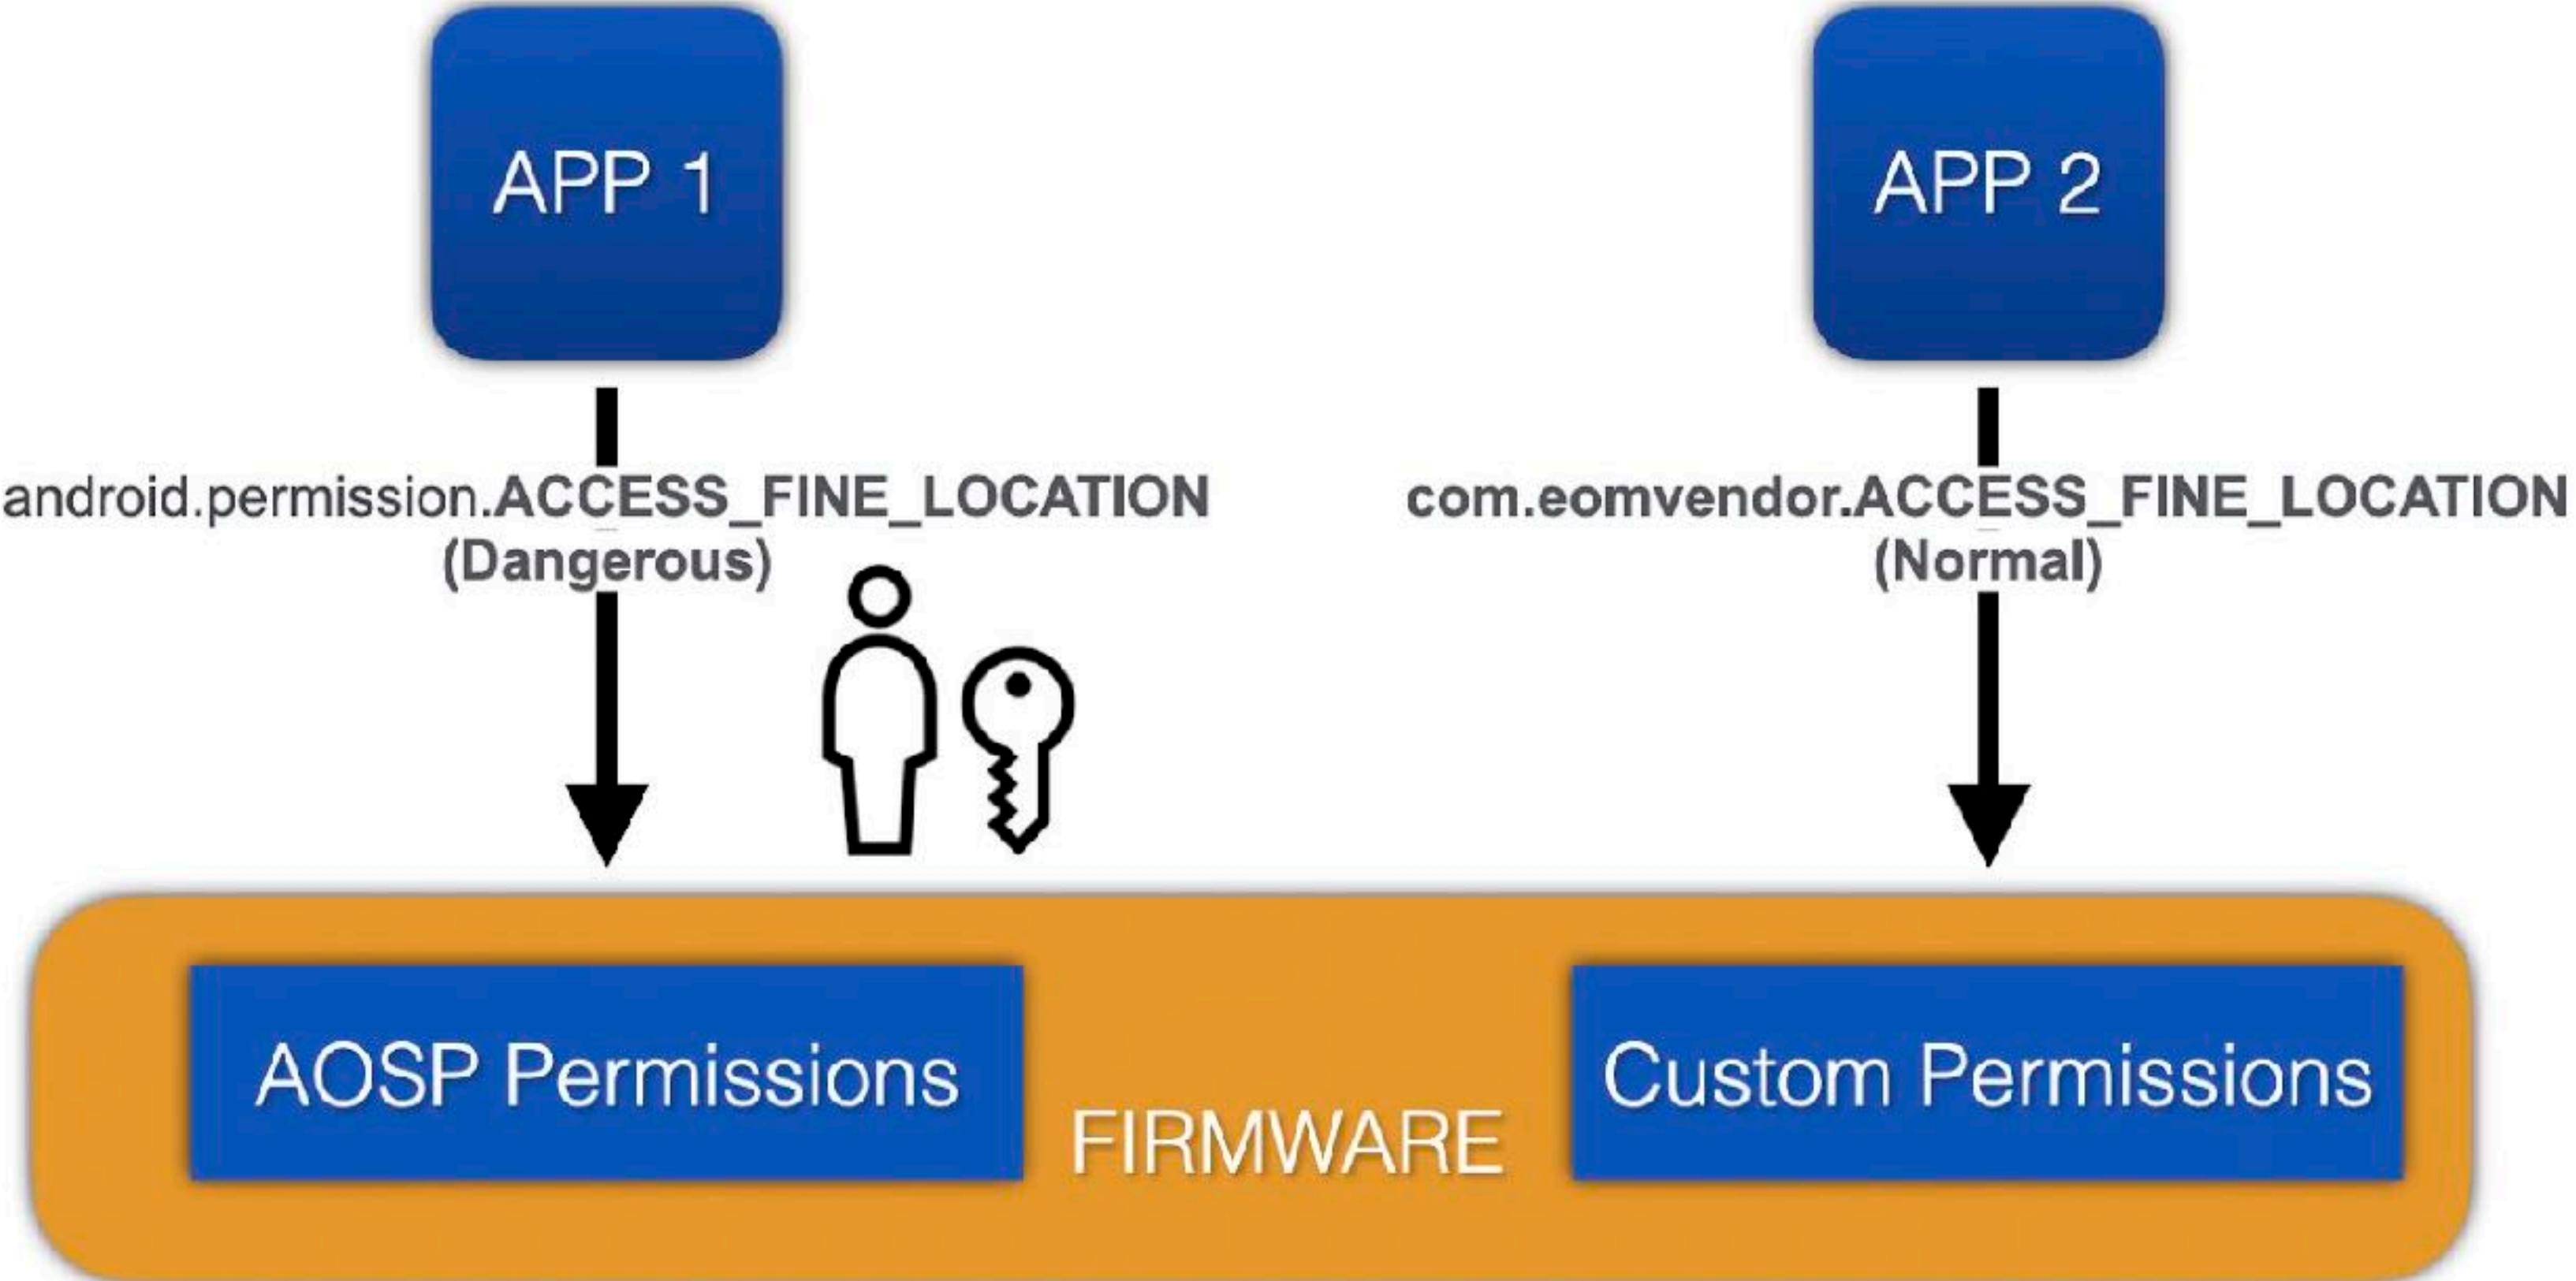 APP 1
APP 2
android.permission.ACCESS_FINE_LOCATION
(Dangerous)
com.eomvendor.ACCESS_FINE_LOCATION
(Normal)
AOSP Permissions
FIRMWARE
Custom Permissions